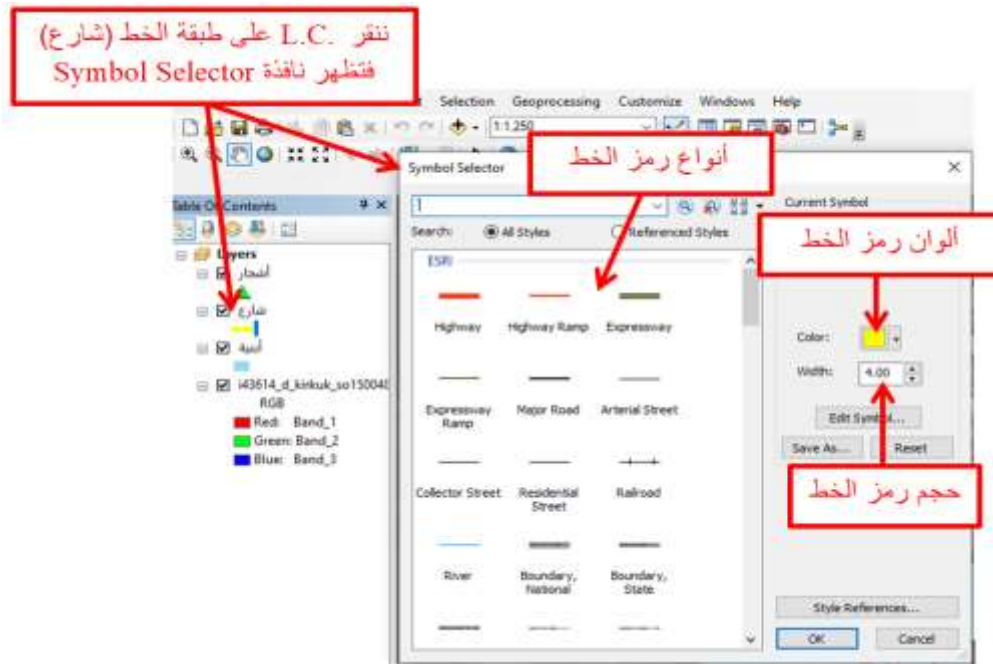 ننقر .L.C على طبقة الخط (شارع)
فتظهر نافذة Symbol Selector
Selection Geoprocessing Customize Windows Help
1:1,250
أنواع رمز الخط
Symbol Selector
Table Of Contents
Current Symbol
ألوان رمز الخط
Search: All Styles Referenced Styles
Layers
أشجار
شارع
أبنية
i43614_d_kirkuk_so15004
RGB
Red: Band_1
Green: Band_2
Blue: Band_3
ESRI
Highway Highway Ramp Expressway
Expressway Ramp Major Road Arterial Street
Collector Street Residential Street Railroad
River Boundary, National Boundary, State
Color:
Width: 4.00
Edit Symbol...
Save As... Reset
حجم رمز الخط
Style References...
OK Cancel